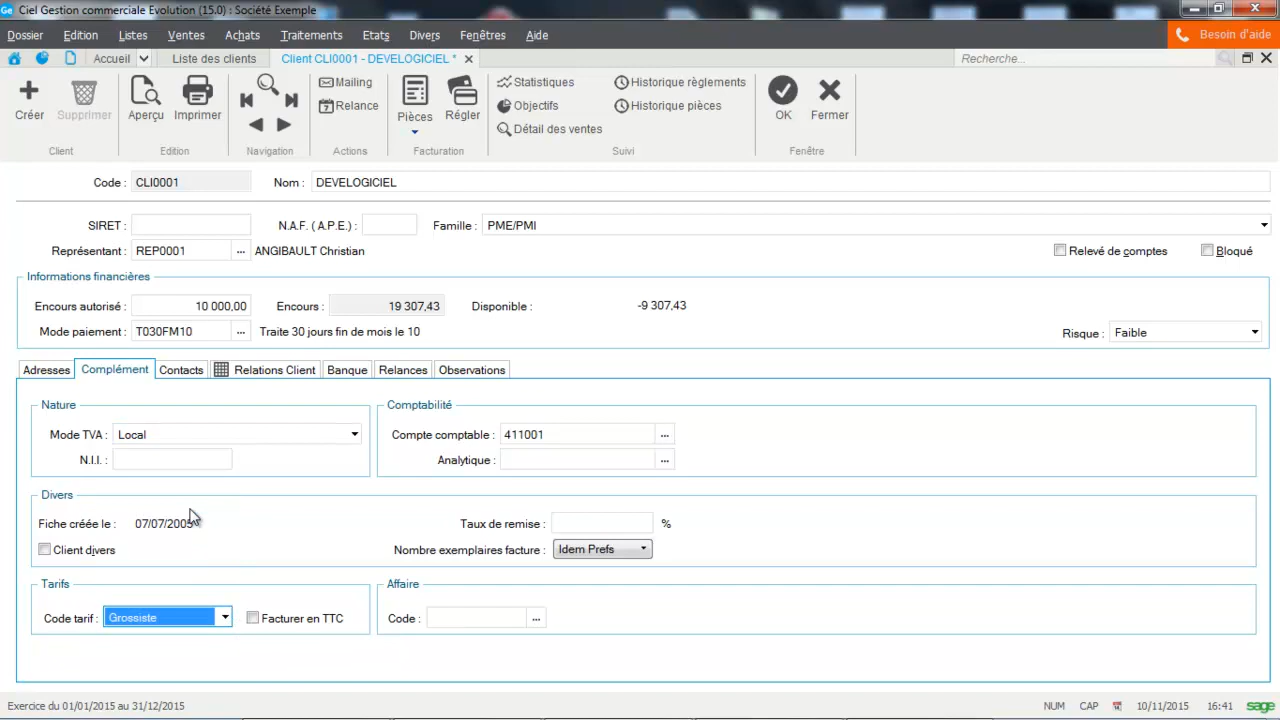 Ge Ciel Gestion commerciale Evolution (15.0) : Société Exemple
Dossier Edition Listes Ventes Achats Traitements Etats Divers Fenêtres Aide Besoin d'aide
Accueil Liste des clients Client CLI0001 - DEVELOGICIEL * Recherche...
Créer Supprimer Aperçu Imprimer Mailing Relance Pièces Régler Statistiques Historique règlements OK Fermer
Objectifs Historique pièces
Détail des ventes
Client Edition Navigation Actions Facturation Suivi Fenêtre
Code : CLI0001 Nom : DEVELOGICIEL
SIRET : N.A.F. ( A.P.E.) : Famille : PME/PMI
Représentant : REP0001 ... ANGIBAULT Christian Relevé de comptes Bloqué
Informations financières
Encours autorisé : 10 000,00 Encours : 19 307,43 Disponible : -9 307,43
Mode paiement : T030FM10 ... Traite 30 jours fin de mois le 10 Risque : Faible
Adresses Complément Contacts Relations Client Banque Relances Observations
Nature Comptabilité
Mode TVA : Local Compte comptable : 411001 ...
N.I.I. : Analytique : ...
Divers
Fiche créée le : 07/07/2005 Taux de remise : %
Client divers Nombre exemplaires facture : Idem Prefs
Tarifs Affaire
Code tarif : Grossiste Facturer en TTC Code : ...
Exercice du 01/01/2015 au 31/12/2015 NUM CAP 10/11/2015 16:41 sage